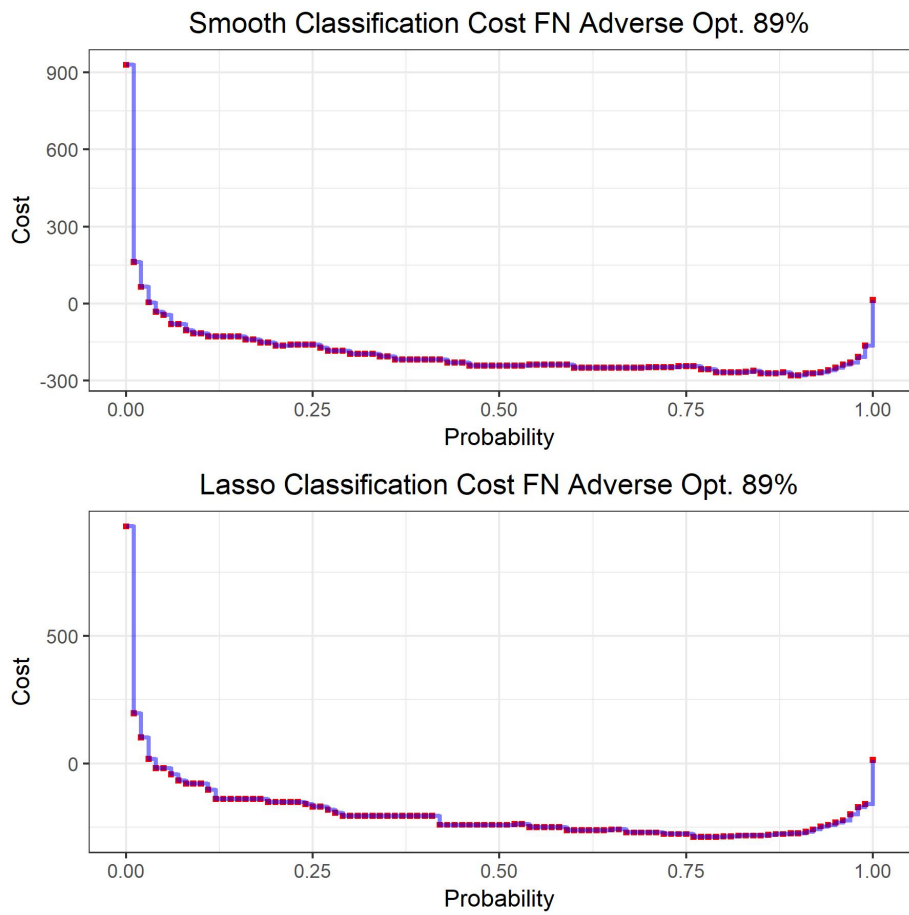 Smooth Classification Cost FN Adverse Opt. 89%
900
600
300
0
-300
Cost
0.00 0.25 0.50 0.75 1.00
Probability
Lasso Classification Cost FN Adverse Opt. 89%
500
0
Cost
0.00 0.25 0.50 0.75 1.00
Probability